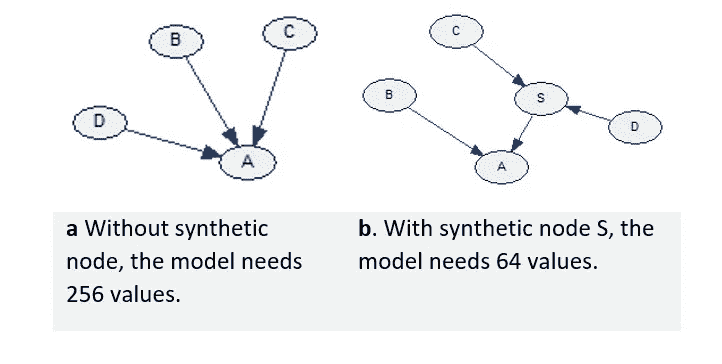 B
C
D
A
C
B
S
D
A
a Without synthetic
node, the model needs
256 values.
b. With synthetic node S, the
model needs 64 values.